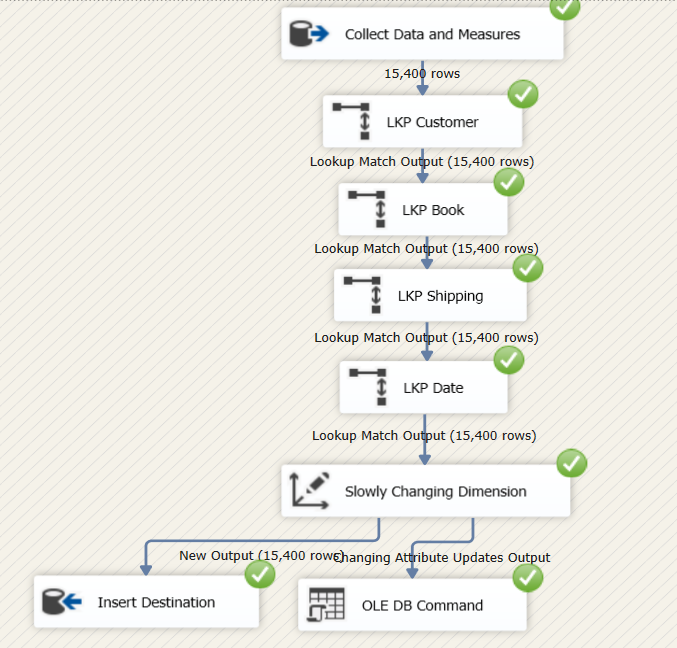 Collect Data and Measures
15,400 rows
LKP Customer
Lookup Match Output (15,400 rows)
LKP Book
Lookup Match Output (15,400 rows)
LKP Shipping
Lookup Match Output (15,400 rows)
LKP Date
Lookup Match Output (15,400 rows)
Slowly Changing Dimension
New Output (15,400 rows)
Changing Attribute Updates Output
Insert Destination
OLE DB Command